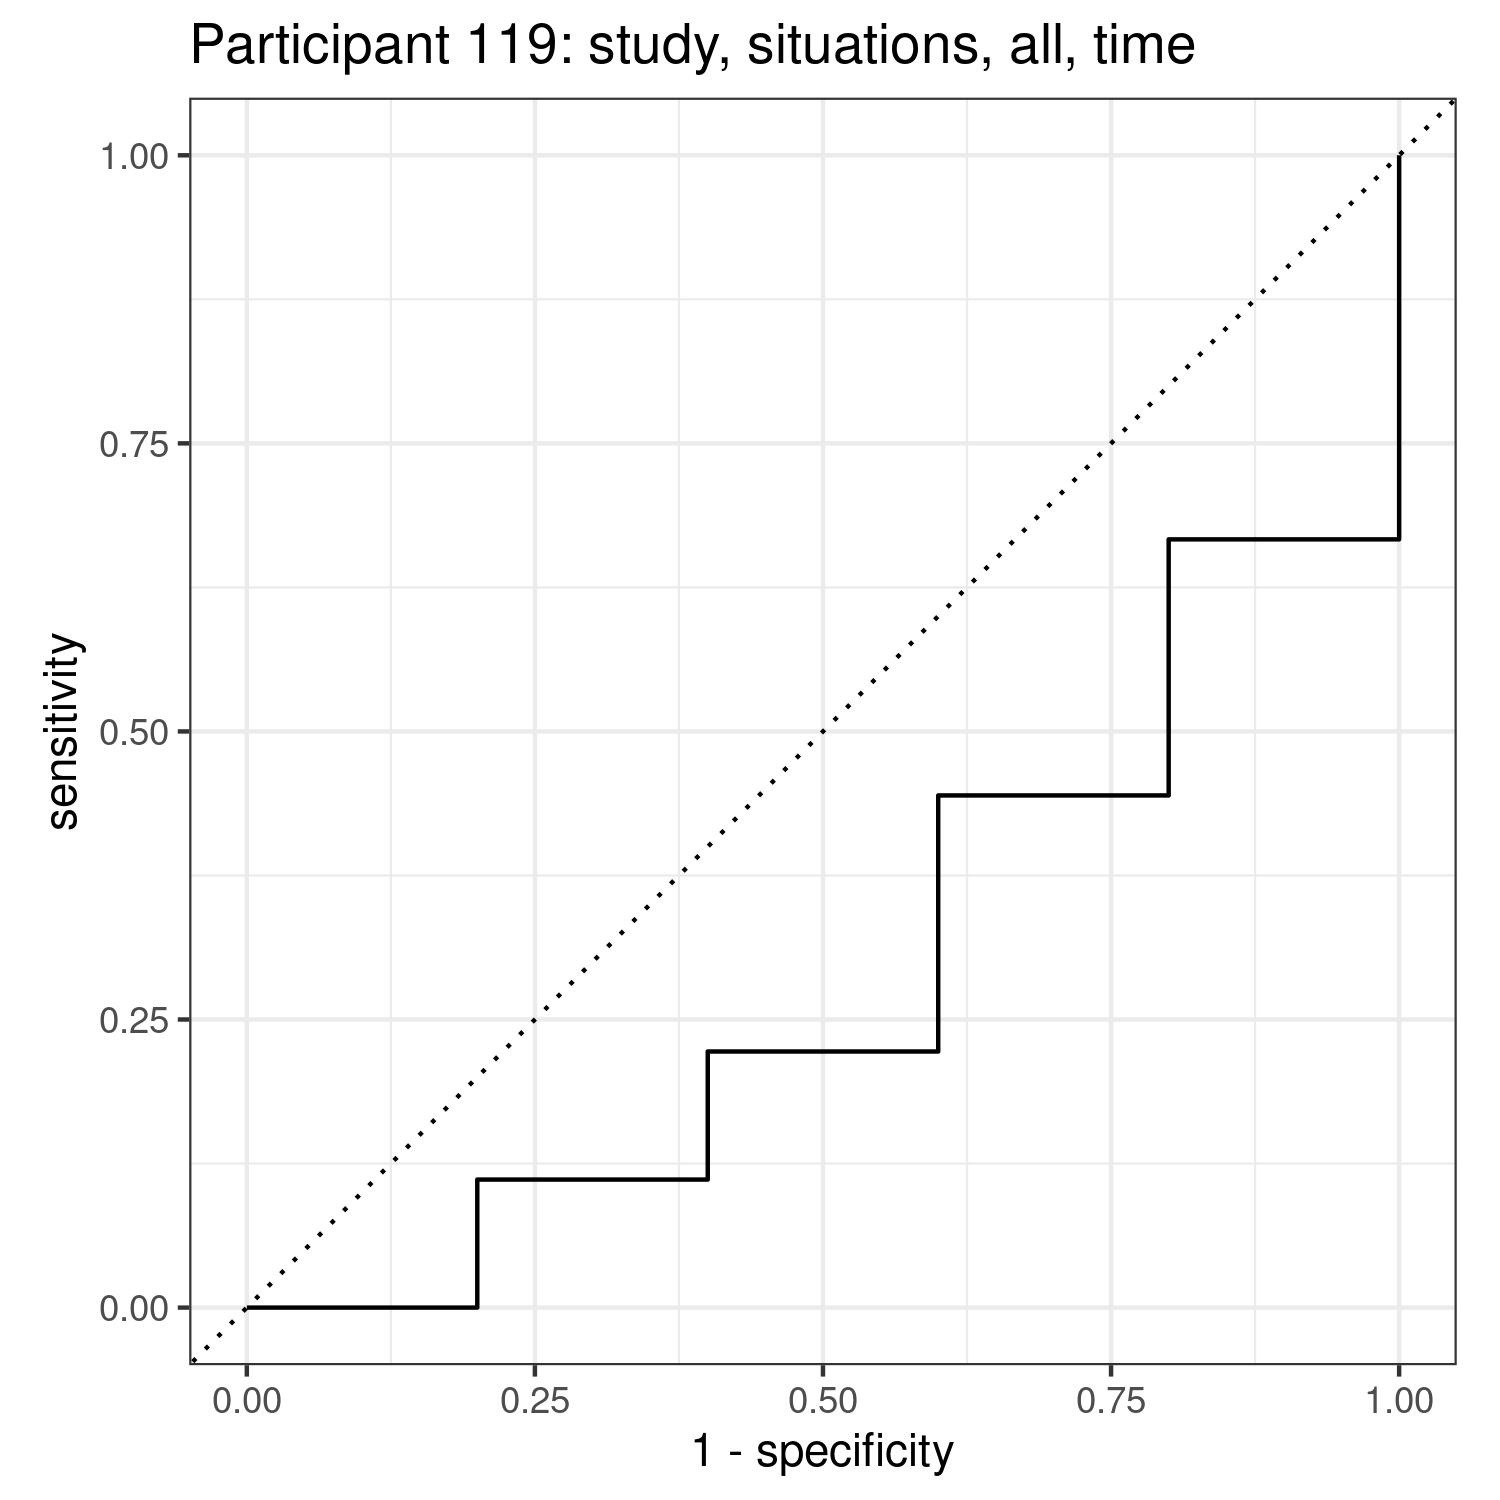 Participant 119: study, situations, all, time
1.00
0.75
0.50
0.25
0.00
sensitivity
0.00 0.25 0.50 0.75 1.00
1 - specificity